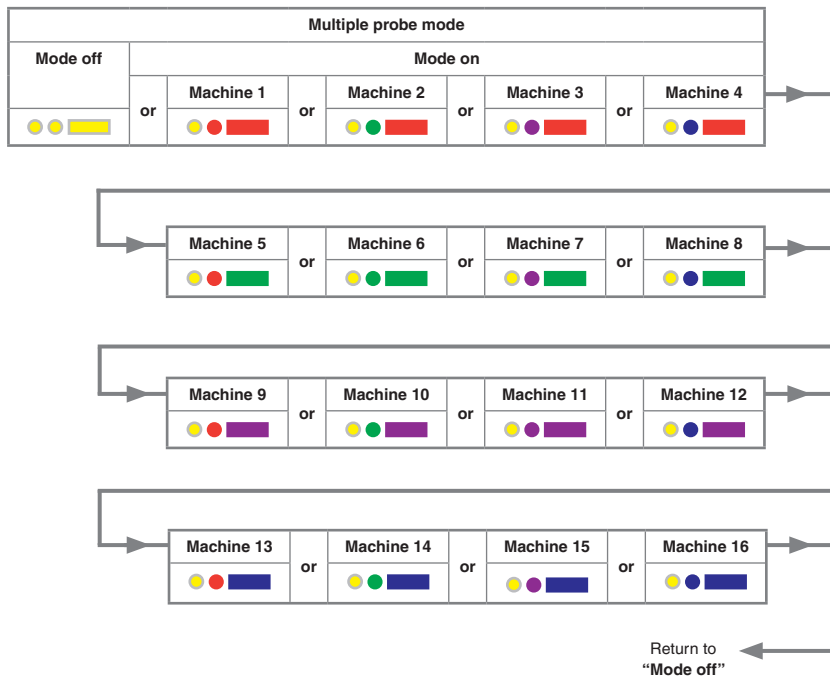 Multiple probe mode
Mode off
Mode on
or
Machine 1
or
Machine 2
or
Machine 3
or
Machine 4
Machine 5
or
Machine 6
or
Machine 7
or
Machine 8
Machine 9
or
Machine 10
or
Machine 11
or
Machine 12
Machine 13
or
Machine 14
or
Machine 15
or
Machine 16
Return to
“Mode off”